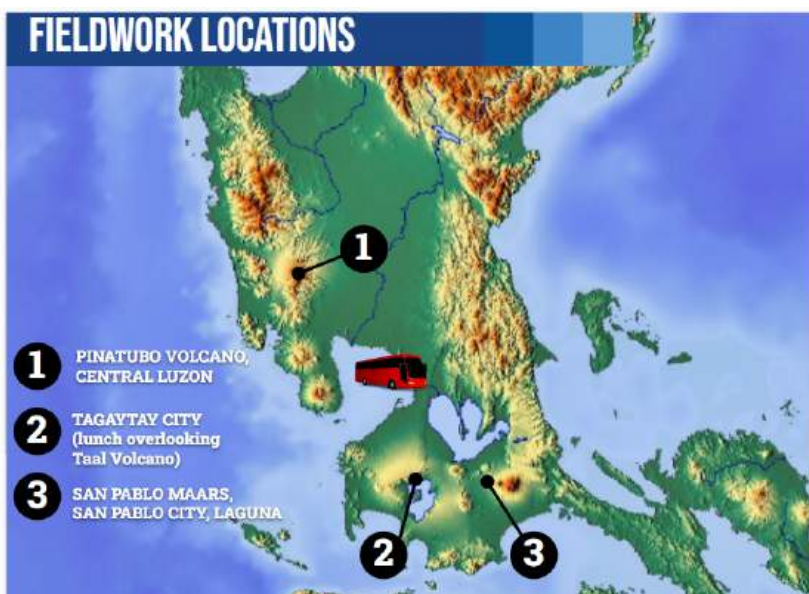 FIELDWORK LOCATIONS
1
1
PINATUBO VOLCANO,
CENTRAL LUZON
2
TAGAYTAY CITY
(lunch overlooking
Taal Volcano)
3
SAN PABLO MAARS,
SAN PABLO CITY, LAGUNA
2
3